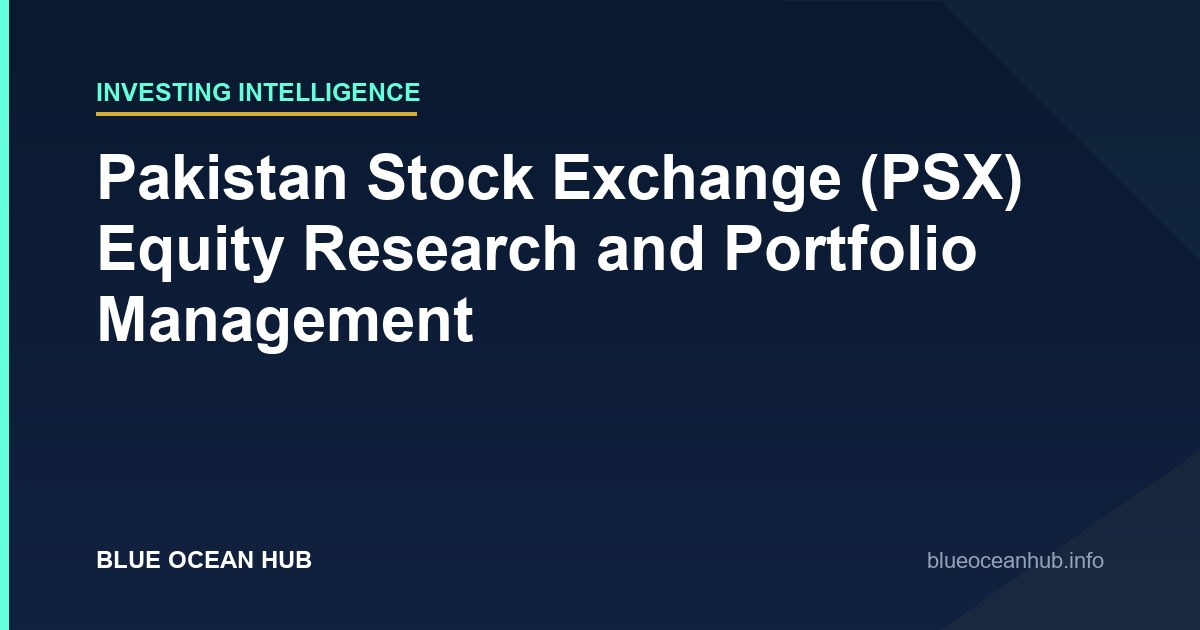 INVESTING INTELLIGENCE
Pakistan Stock Exchange (PSX)
Equity Research and Portfolio
Management
BLUE OCEAN HUB
blueoceanhub.info